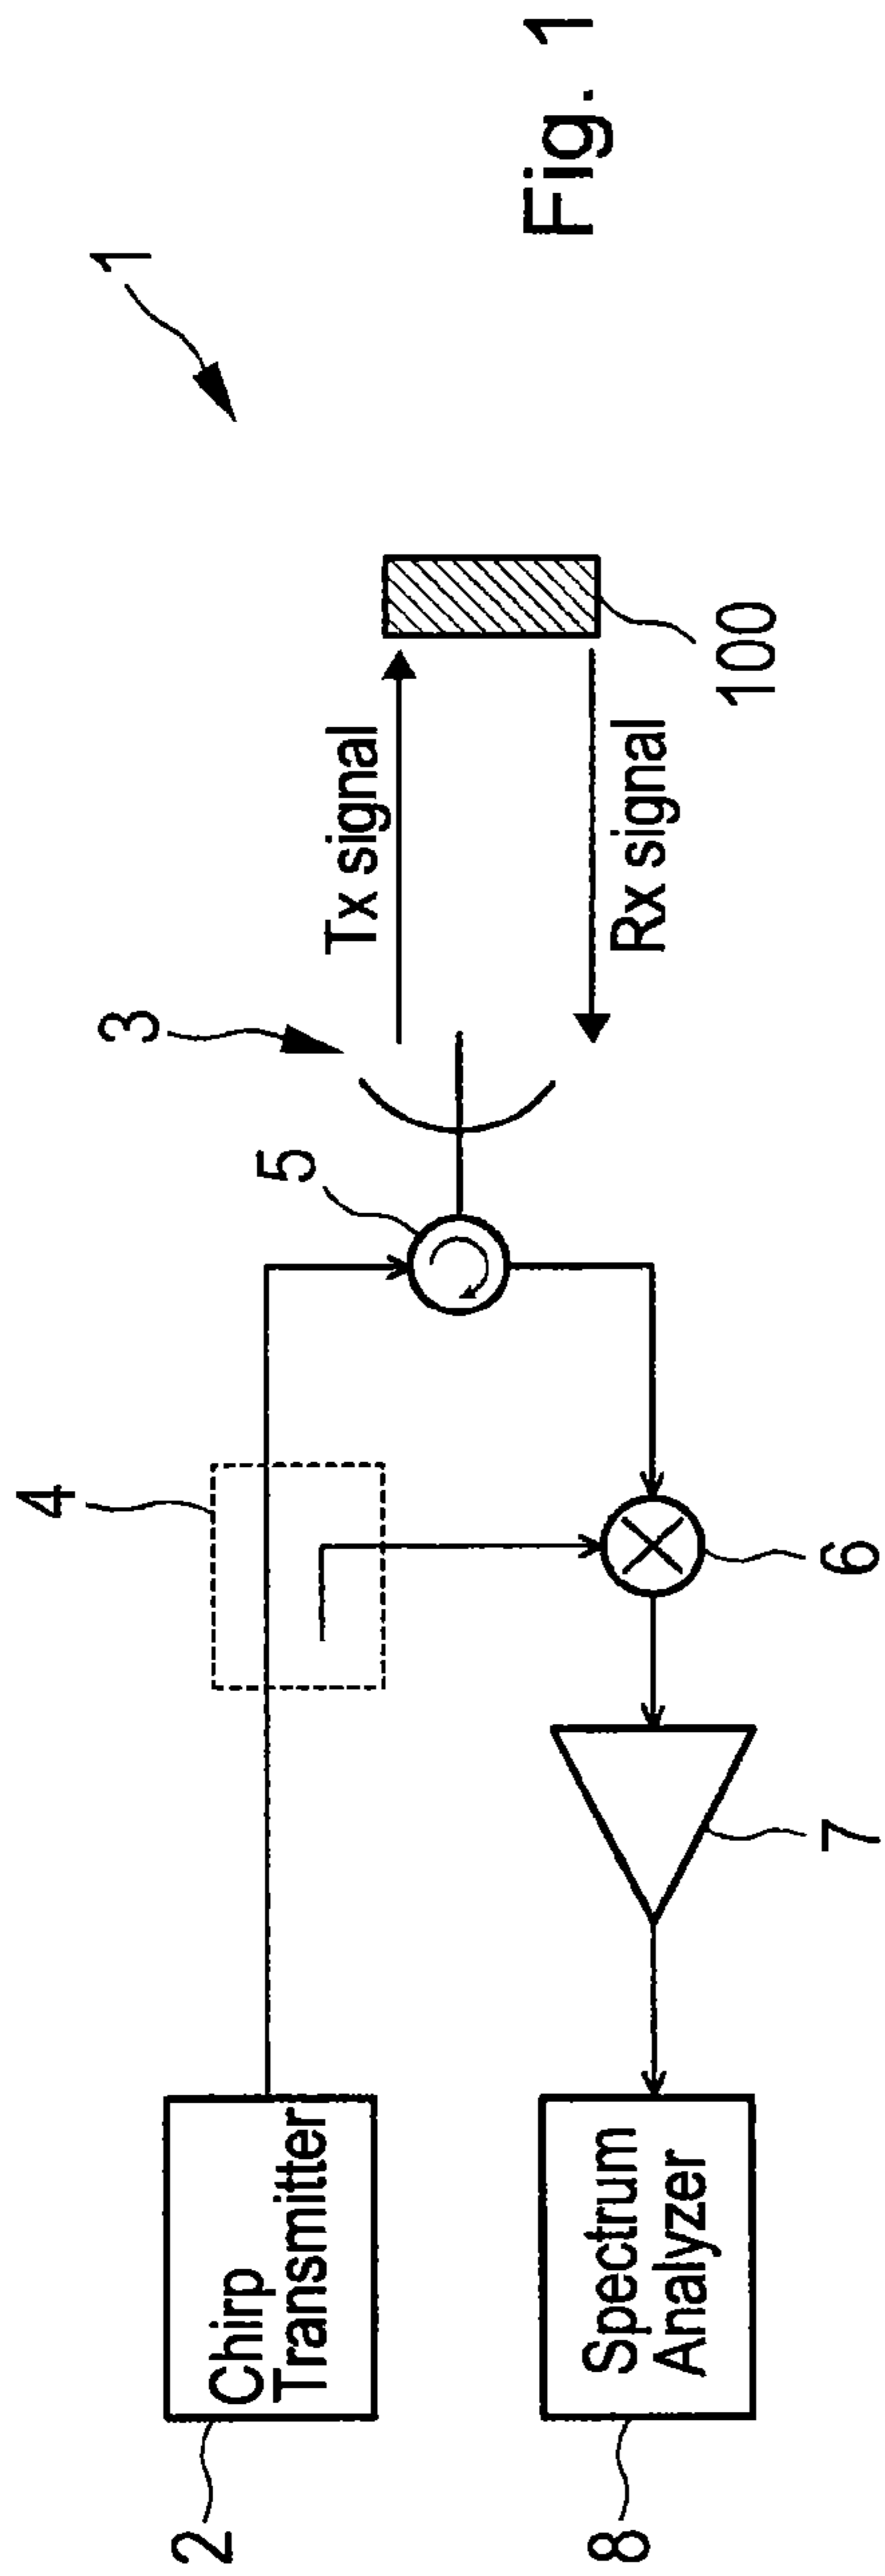 2
Chirp
Transmitter
4
5
3
Tx signal
Rx signal
100
1
6
7
8
Spectrum
Analyzer
Fig. 1